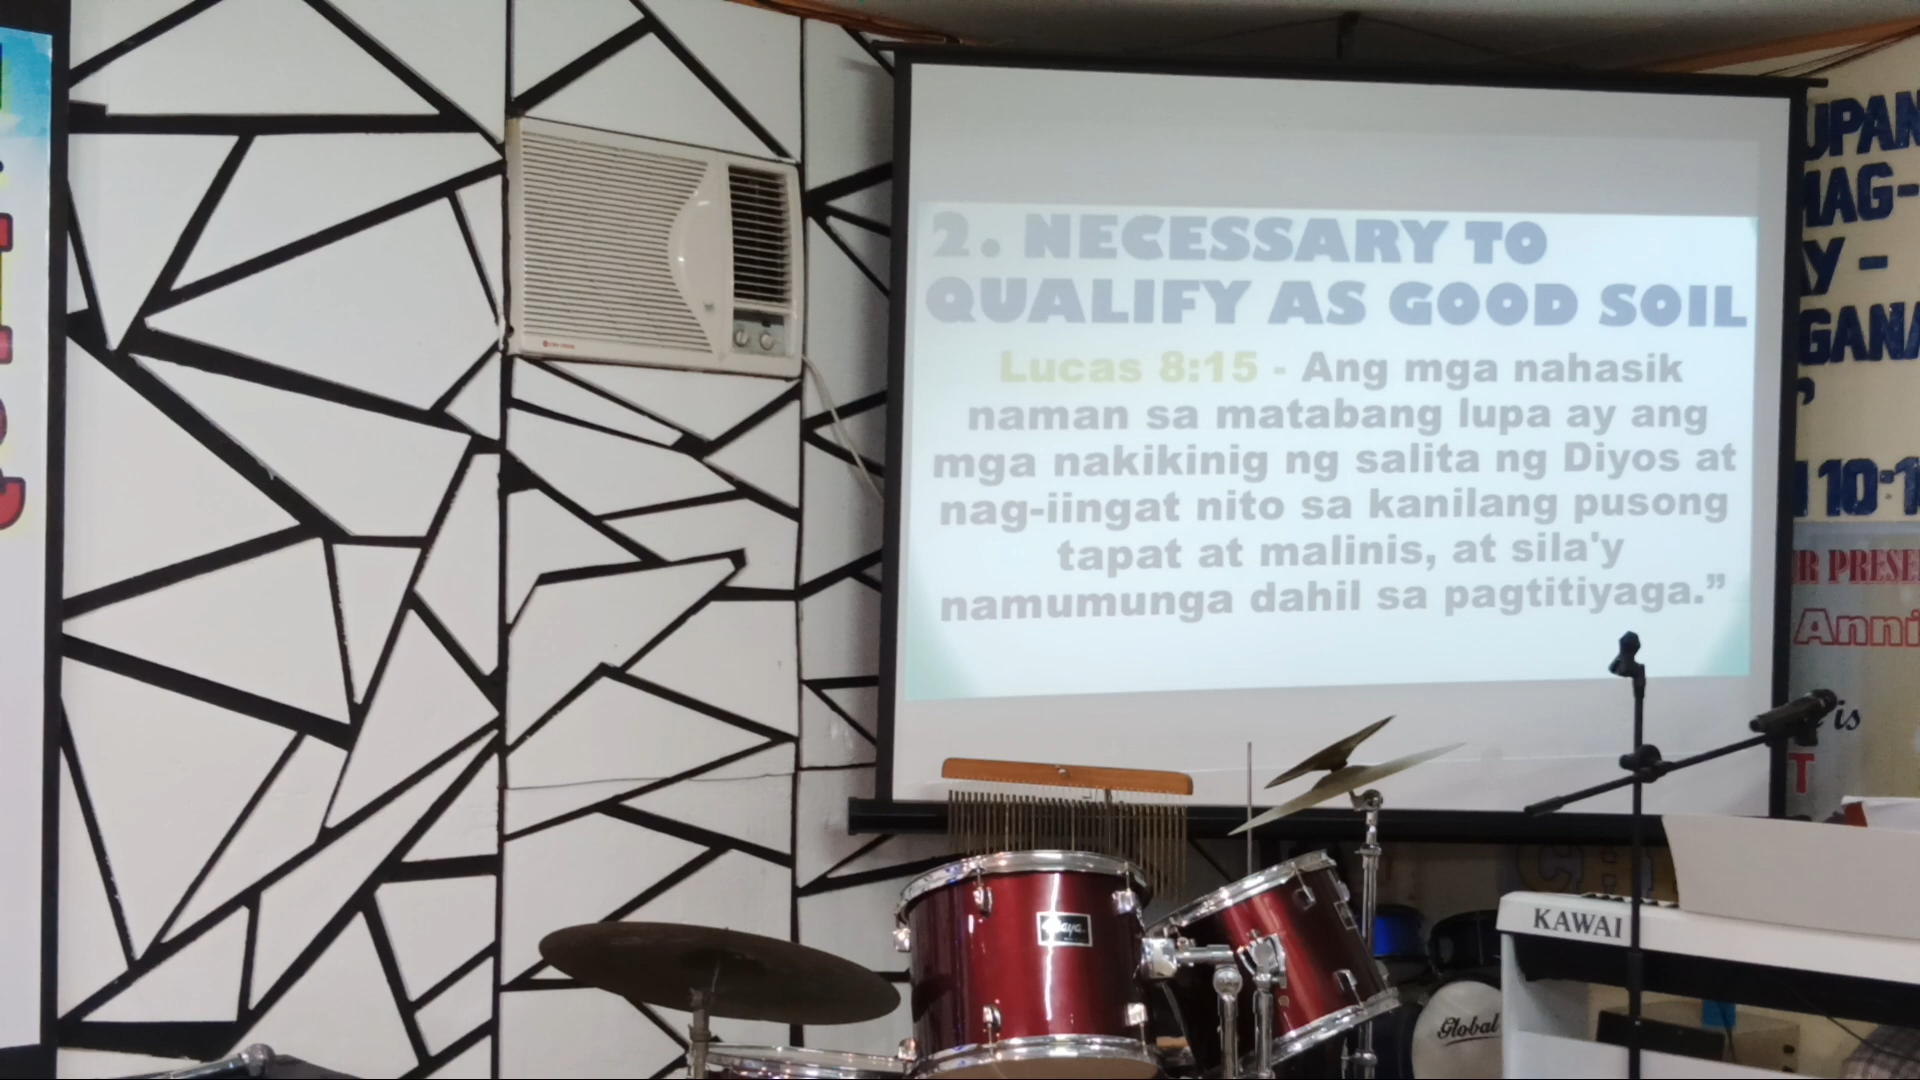 2. NECESSARY TO
QUALIFY AS GOOD SOIL
Lucas 8:15 - Ang mga nahasik
naman sa matabang lupa ay ang
mga nakikinig ng salita ng Diyos at
nag-iingat nito sa kanilang pusong
tapat at malinis, at sila'y
namumunga dahil sa pagtitiyaga.”
KAWAI
Global
is